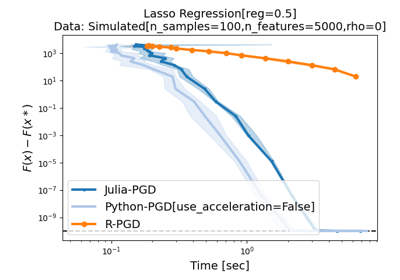 Lasso Regression[reg=0.5]
Data: Simulated[n_samples=100,n_features=5000,rho=0]
F(x) − F(x*)
10³
10¹
10⁻¹
10⁻³
10⁻⁵
10⁻⁷
10⁻⁹
Julia-PGD
Python-PGD[use_acceleration=False]
R-PGD
10⁻¹ 10⁰
Time [sec]